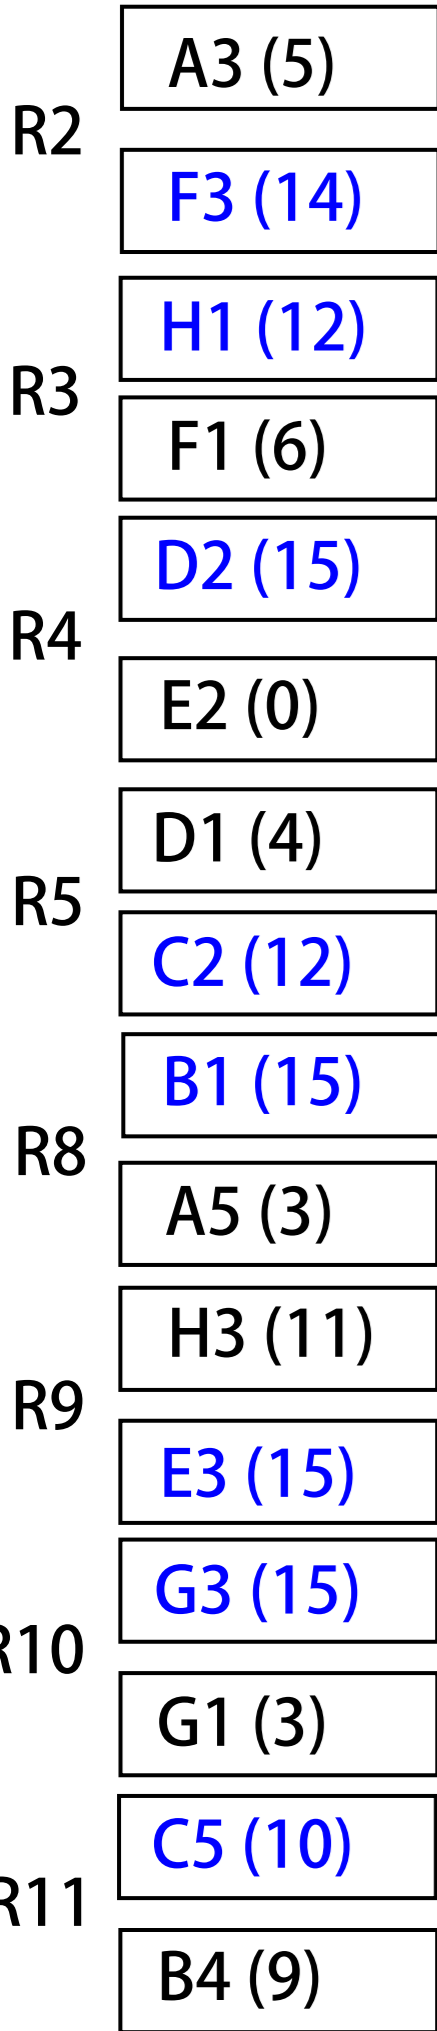 A3 (5)
R2
F3 (14)
H1 (12)
R3
F1 (6)
D2 (15)
R4
E2 (0)
D1 (4)
R5
C2 (12)
B1 (15)
R8
A5 (3)
H3 (11)
R9
E3 (15)
G3 (15)
R10
G1 (3)
C5 (10)
R11
B4 (9)